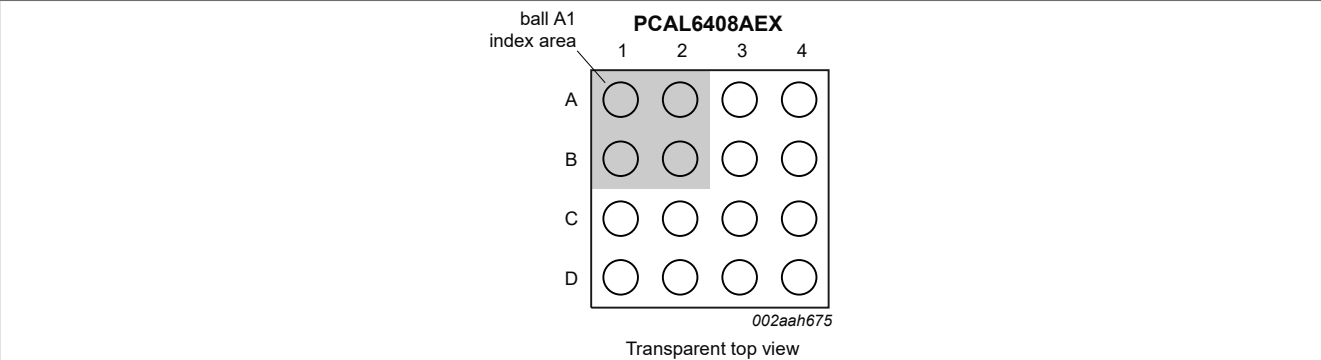 ball A1
index area
PCAL6408AEX
1 2 3 4
A
B
C
D
002aah675
Transparent top view